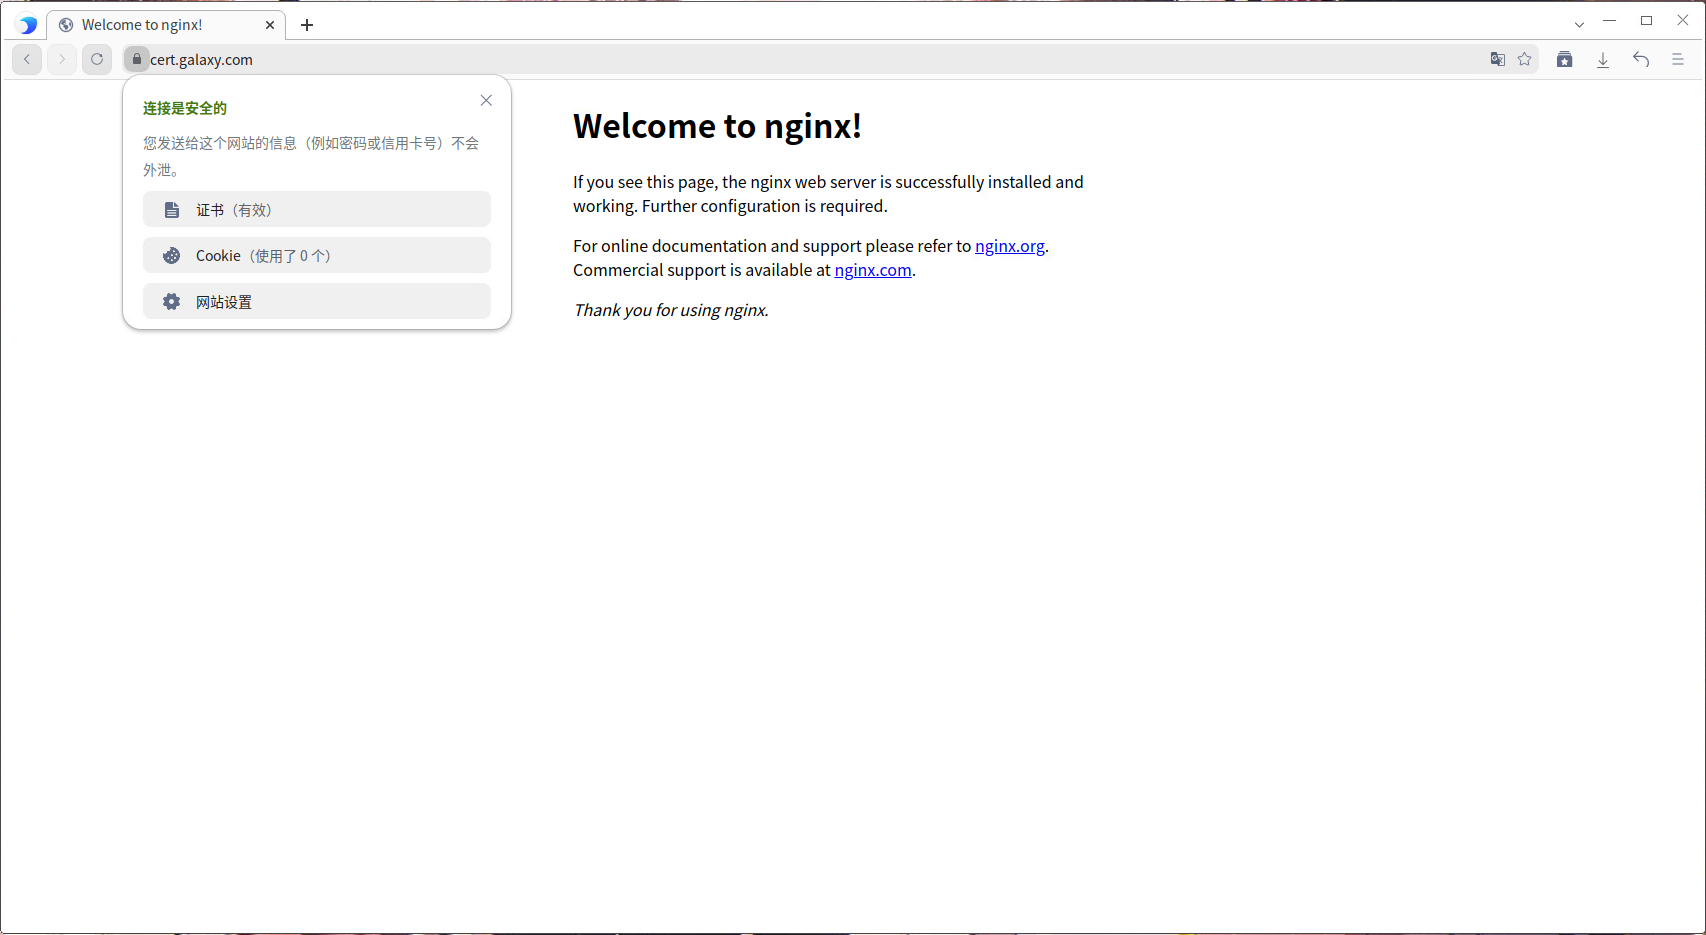 Welcome to nginx!
cert.galaxy.com
连接是安全的
您发送给这个网站的信息（例如密码或信用卡号）不会
外泄。
证书（有效）
Cookie（使用了 0 个）
网站设置
Welcome to nginx!
If you see this page, the nginx web server is successfully installed and
working. Further configuration is required.
For online documentation and support please refer to nginx.org.
Commercial support is available at nginx.com.
Thank you for using nginx.